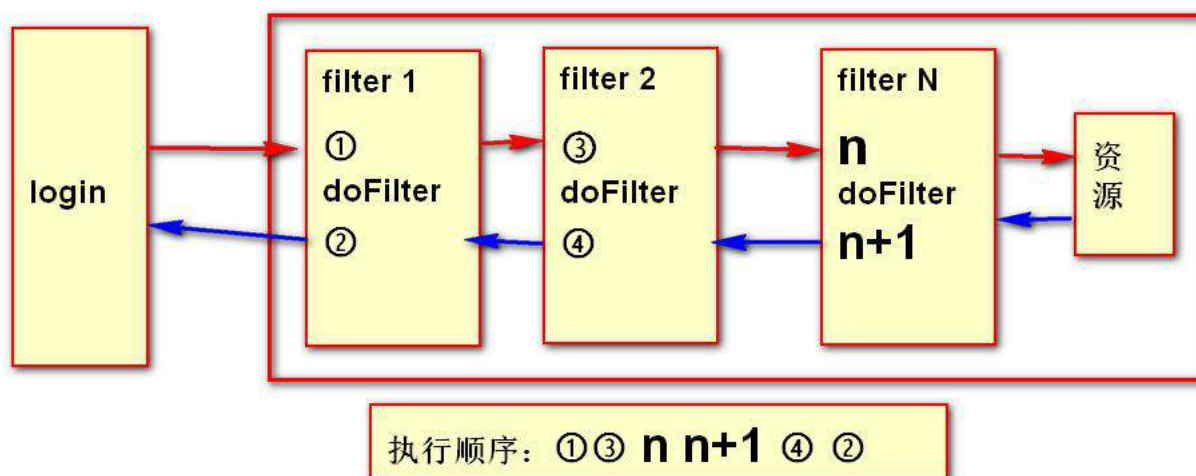 login
filter 1
①
doFilter
②
filter 2
③
doFilter
④
filter N
n
doFilter
n+1
资
源
执行顺序：①③ n n+1 ④ ②